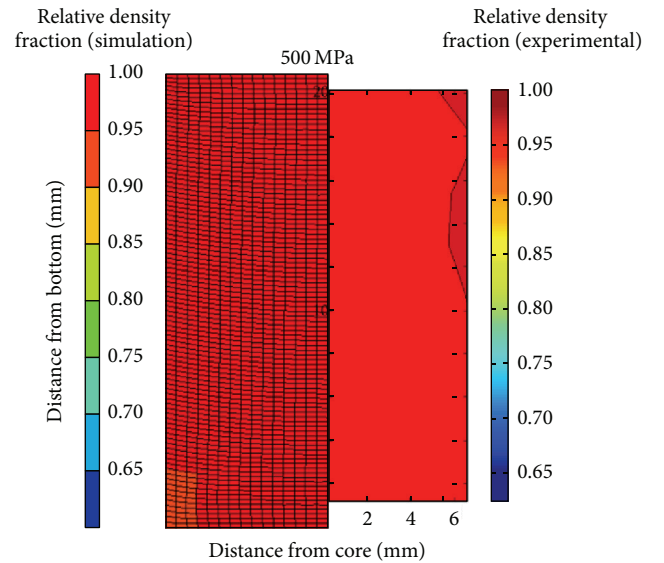 Relative density
fraction (simulation)
Relative density
fraction (experimental)
500 MPa
1.00
0.95
0.90
0.85
0.80
0.75
0.70
0.65
Distance from bottom (mm)
20
0
2 4 6
Distance from core (mm)
1.00
0.95
0.90
0.85
0.80
0.75
0.70
0.65